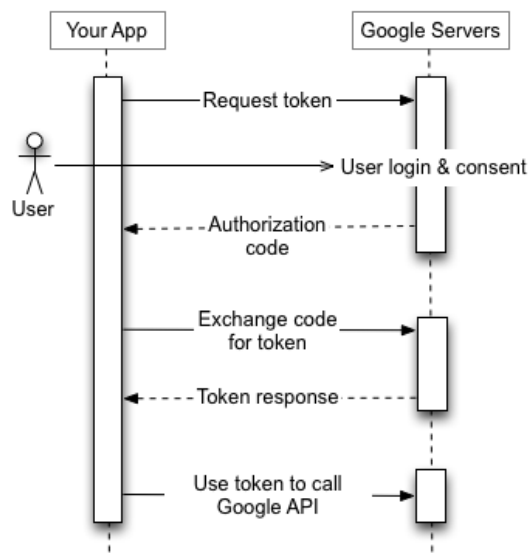 Your App
Google Servers
Request token
User login & consent
User
Authorization
code
Exchange code
for token
Token response
Use token to call
Google API